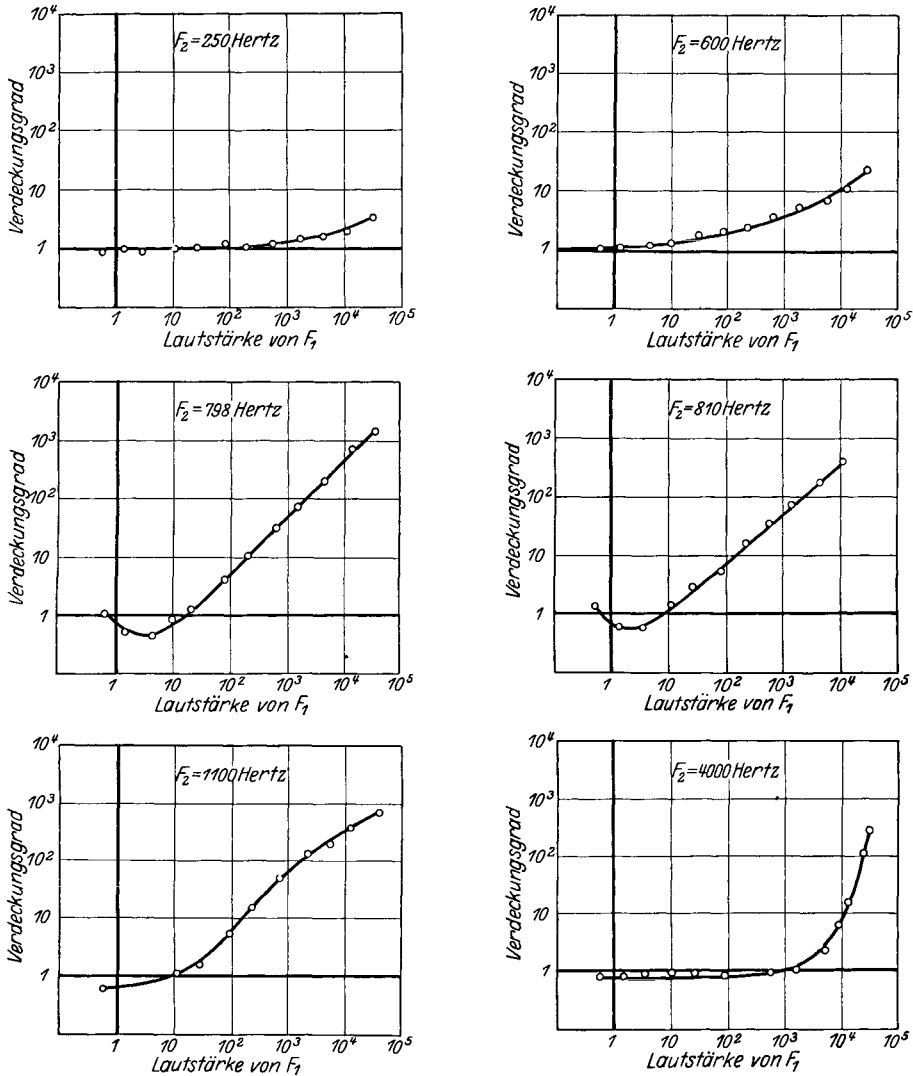 F₂=250 Hertz
Verdeckungsgrad
10⁴
10³
10²
10
1
1 10 10² 10³ 10⁴ 10⁵
Lautstärke von F₁
F₂=600 Hertz
Verdeckungsgrad
10⁴
10³
10²
10
1
1 10 10² 10³ 10⁴ 10⁵
Lautstärke von F₁
F₂=798 Hertz
Verdeckungsgrad
10⁴
10³
10²
10
1
1 10 10² 10³ 10⁴ 10⁵
Lautstärke von F₁
F₂=810 Hertz
Verdeckungsgrad
10⁴
10³
10²
10
1
1 10 10² 10³ 10⁴ 10⁵
Lautstärke von F₁
F₂=1100 Hertz
Verdeckungsgrad
10⁴
10³
10²
10
1
1 10 10² 10³ 10⁴ 10⁵
Lautstärke von F₁
F₂=4000 Hertz
Verdeckungsgrad
10⁴
10³
10²
10
1
1 10 10² 10³ 10⁴ 10⁵
Lautstärke von F₁